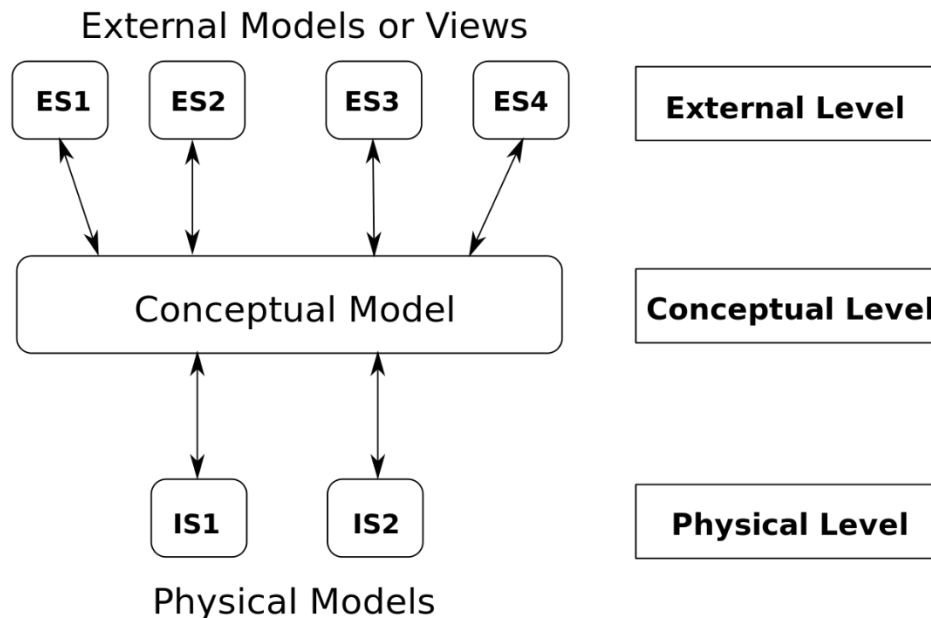 External Models or Views
ES1 ES2 ES3 ES4
External Level
Conceptual Model
Conceptual Level
IS1 IS2
Physical Level
Physical Models